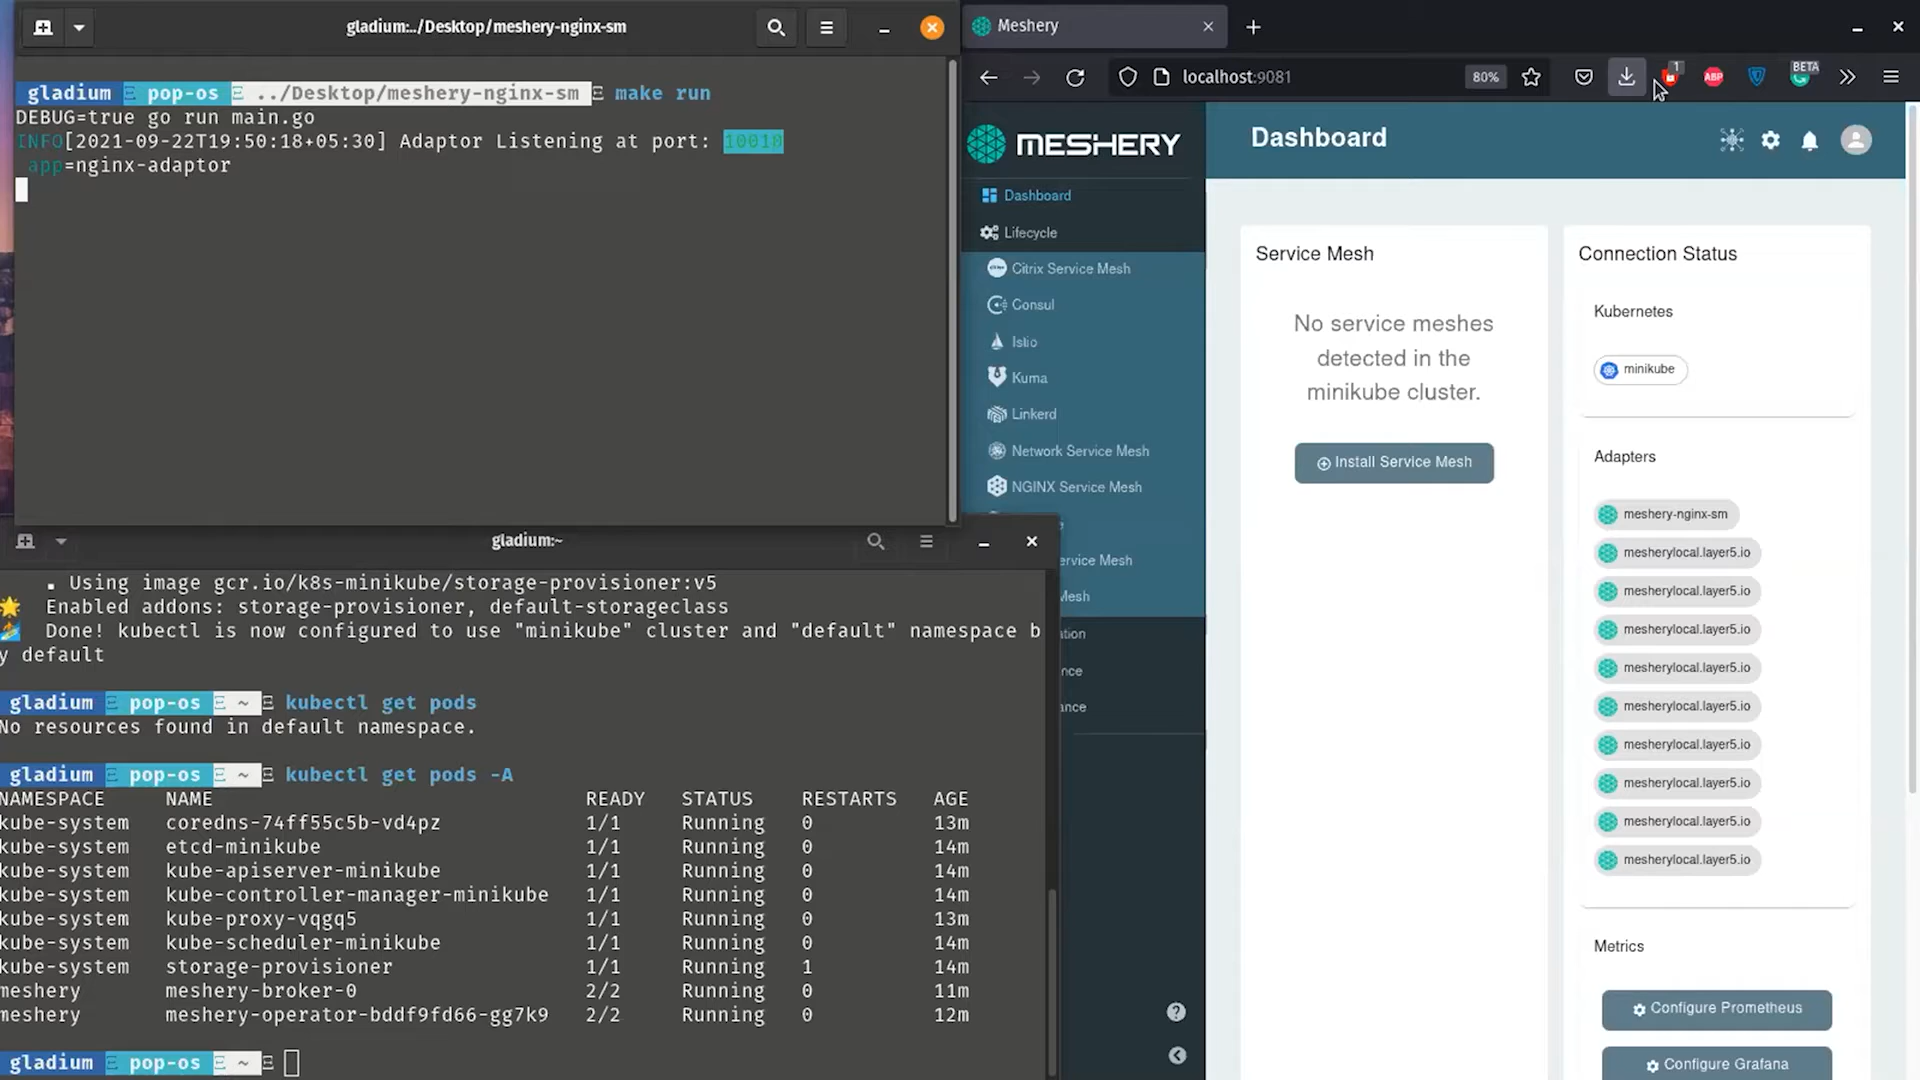 gladium:../Desktop/meshery-nginx-sm
gladium pop-os ../Desktop/meshery-nginx-sm make run
DEBUG=true go run main.go
INFO[2021-09-22T19:50:18+05:30] Adaptor Listening at port: 10010
app=nginx-adaptor
gladium:~
. Using image gcr.io/k8s-minikube/storage-provisioner:v5
Enabled addons: storage-provisioner, default-storageclass
Done! kubectl is now configured to use "minikube" cluster and "default" namespace b
y default
gladium pop-os ~ kubectl get pods
No resources found in default namespace.
gladium pop-os ~ kubectl get pods -A
NAMESPACE NAME READY STATUS RESTARTS AGE
kube-system coredns-74ff55c5b-vd4pz 1/1 Running 0 13m
kube-system etcd-minikube 1/1 Running 0 14m
kube-system kube-apiserver-minikube 1/1 Running 0 14m
kube-system kube-controller-manager-minikube 1/1 Running 0 14m
kube-system kube-proxy-vqgq5 1/1 Running 0 13m
kube-system kube-scheduler-minikube 1/1 Running 0 14m
kube-system storage-provisioner 1/1 Running 1 14m
meshery meshery-broker-0 2/2 Running 0 11m
meshery meshery-operator-bddf9fd66-gg7k9 2/2 Running 0 12m
gladium pop-os ~
Meshery
localhost:9081 80% 1 ABP BETA
MESHERY
Dashboard
Lifecycle
Citrix Service Mesh
Consul
Istio
Kuma
Linkerd
Network Service Mesh
NGINX Service Mesh
e
ervice Mesh
Mesh
ation
nce
ance
Dashboard
Service Mesh
No service meshes
detected in the
minikube cluster.
Install Service Mesh
Connection Status
Kubernetes
minikube
Adapters
meshery-nginx-sm
mesherylocal.layer5.io
mesherylocal.layer5.io
mesherylocal.layer5.io
mesherylocal.layer5.io
mesherylocal.layer5.io
mesherylocal.layer5.io
mesherylocal.layer5.io
mesherylocal.layer5.io
mesherylocal.layer5.io
Metrics
Configure Prometheus
Configure Grafana